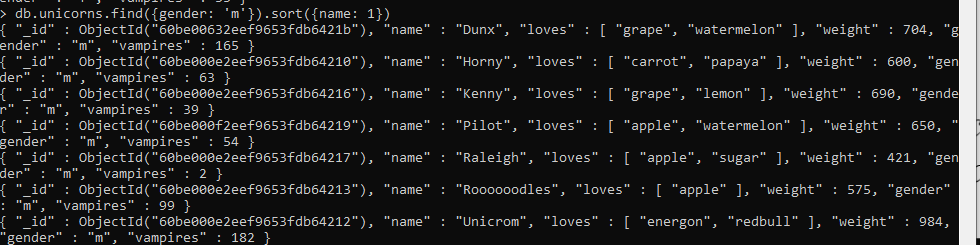 > db.unicorns.find({gender: 'm'}).sort({name: 1})
{ "_id" : ObjectId("60be00632eef9653fdb6421b"), "name" : "Dunx", "loves" : [ "grape", "watermelon" ], "weight" : 704, "g
ender" : "m", "vampires" : 165 }
{ "_id" : ObjectId("60be000e2eef9653fdb64210"), "name" : "Horny", "loves" : [ "carrot", "papaya" ], "weight" : 600, "gen
der" : "m", "vampires" : 63 }
{ "_id" : ObjectId("60be000e2eef9653fdb64216"), "name" : "Kenny", "loves" : [ "grape", "lemon" ], "weight" : 690, "gende
r" : "m", "vampires" : 39 }
{ "_id" : ObjectId("60be000f2eef9653fdb64219"), "name" : "Pilot", "loves" : [ "apple", "watermelon" ], "weight" : 650, "
gender" : "m", "vampires" : 54 }
{ "_id" : ObjectId("60be000e2eef9653fdb64217"), "name" : "Raleigh", "loves" : [ "apple", "sugar" ], "weight" : 421, "gen
der" : "m", "vampires" : 2 }
{ "_id" : ObjectId("60be000e2eef9653fdb64213"), "name" : "Roooooodles", "loves" : [ "apple" ], "weight" : 575, "gender"
: "m", "vampires" : 99 }
{ "_id" : ObjectId("60be000e2eef9653fdb64212"), "name" : "Unicrom", "loves" : [ "energon", "redbull" ], "weight" : 984,
"gender" : "m", "vampires" : 182 }